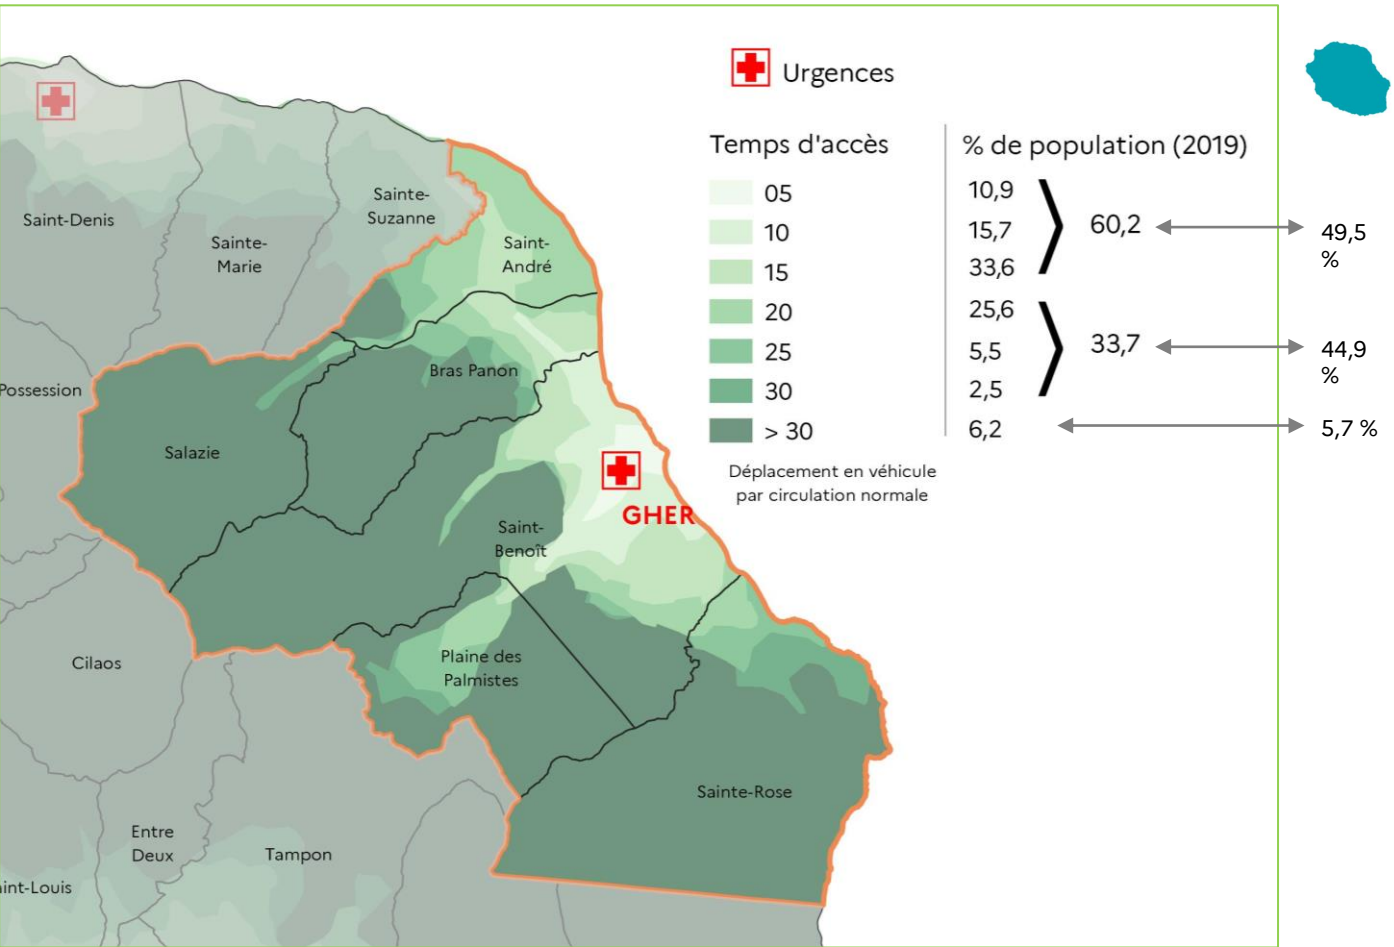 Urgences
Temps d'accès
% de population (2019)
05
10,9
10
15,7
15
33,6
60,2
49,5
%
20
25,6
25
5,5
30
2,5
33,7
44,9
%
> 30
6,2
5,7 %
Déplacement en véhicule
par circulation normale
Saint-Denis
Sainte-
Marie
Sainte-
Suzanne
Saint-
André
Possession
Bras Panon
Salazie
GHER
Saint-
Benoît
Cilaos
Plaine des
Palmistes
Sainte-Rose
Entre
Deux
Tampon
int-Louis